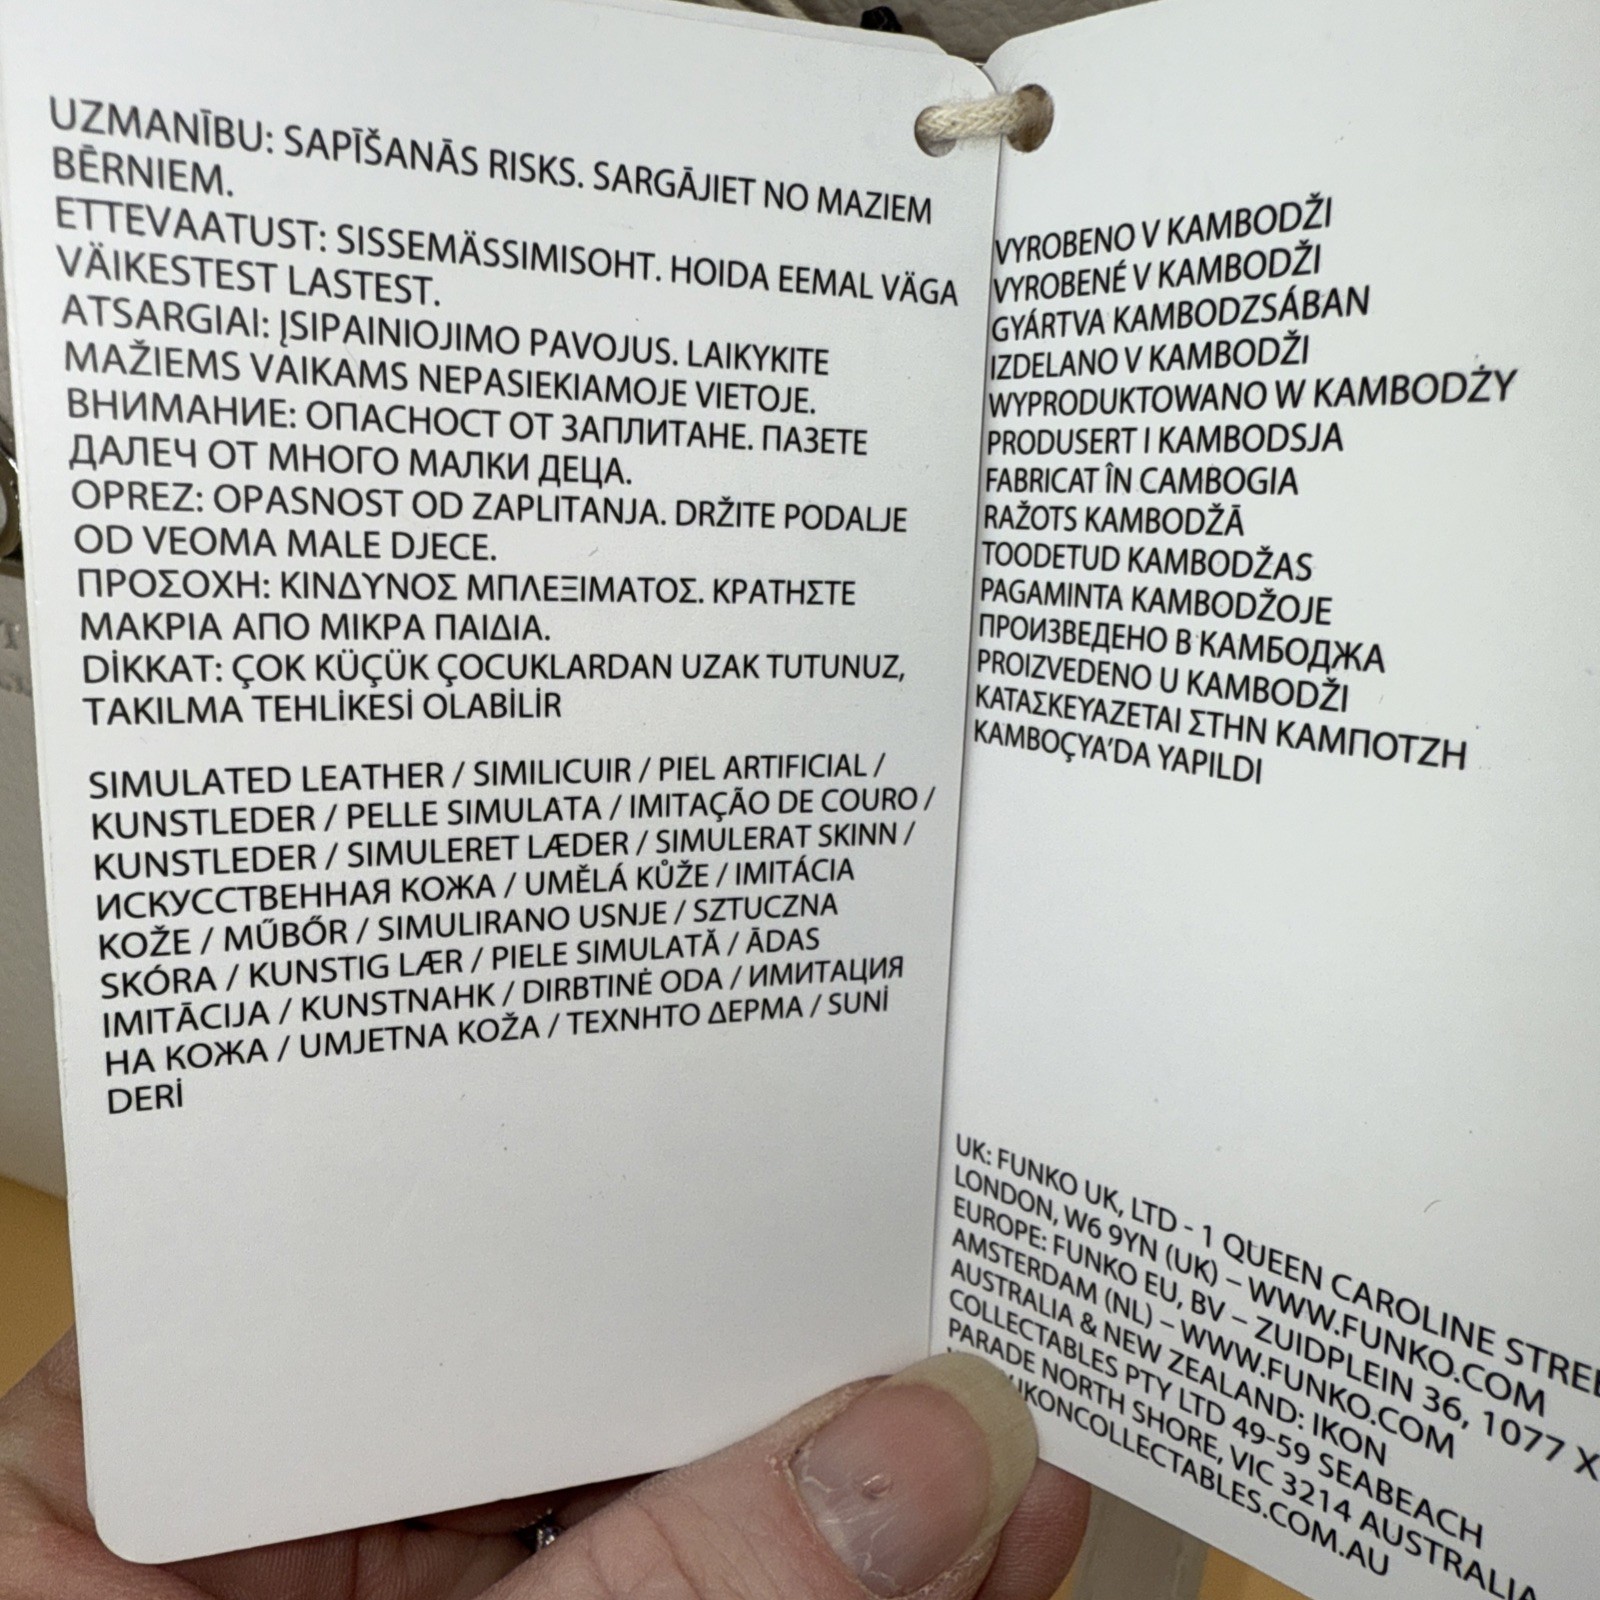 UZMANĪBU: SAPĪŠANĀS RISKS. SARGĀJIET NO MAZIEM
BĒRNIEM.
ETTEVAATUST: SISSEMÄSSIMISOHT. HOIDA EEMAL VÄGA
VÄIKESTEST LASTEST.
ATSARGIAI: ĮSIPAINIOJIMO PAVOJUS. LAIKYKITE
MAŽIEMS VAIKAMS NEPASIEKIAMOJE VIETOJE.
ВНИМАНИЕ: ОПАСНОСТ ОТ ЗАПЛИТАНЕ. ПАЗЕТЕ
ДАЛЕЧ ОТ МНОГО МАЛКИ ДЕЦА.
OPREZ: OPASNOST OD ZAPLITANJA. DRŽITE PODALJE
OD VEOMA MALE DJECE.
ΠΡΟΣΟΧΗ: ΚΙΝΔΥΝΟΣ ΜΠΛΕΞΙΜΑΤΟΣ. ΚΡΑΤΗΣΤΕ
ΜΑΚΡΙΑ ΑΠΟ ΜΙΚΡΑ ΠΑΙΔΙΑ.
DİKKAT: ÇOK KÜÇÜK ÇOCUKLARDAN UZAK TUTUNUZ,
TAKILMA TEHLİKESİ OLABİLİR
SIMULATED LEATHER / SIMILICUIR / PIEL ARTIFICIAL /
KUNSTLEDER / PELLE SIMULATA / IMITAÇÃO DE COURO /
KUNSTLEDER / SIMULERET LÆDER / SIMULERAT SKINN /
ИСКУССТВЕННАЯ КОЖА / UMĚLÁ KŮŽE / IMITÁCIA
KOŽE / MŰBŐR / SIMULIRANO USNJE / SZTUCZNA
SKÓRA / KUNSTIG LÆR / PIELE SIMULATĂ / ĀDAS
IMITĀCIJA / KUNSTNAHK / DIRBTINĖ ODA / ИМИТАЦИЯ
НА КОЖА / UMJETNA KOŽA / ΤΕΧΝΗΤΟ ΔΕΡΜΑ / SUNİ
DERİ
VYROBENO V KAMBODŽI
VYROBENÉ V KAMBODŽI
GYÁRTVA KAMBODZSÁBAN
IZDELANO V KAMBODŽI
WYPRODUKTOWANO W KAMBODŻY
PRODUSERT I KAMBODSJA
FABRICAT ÎN CAMBOGIA
RAŽOTS KAMBODŽĀ
TOODETUD KAMBODŽAS
PAGAMINTA KAMBODŽOJE
ПРОИЗВЕДЕНО В КАМБОДЖА
PROIZVEDENO U KAMBODŽI
ΚΑΤΑΣΚΕΥΑΖΕΤΑΙ ΣΤΗΝ ΚΑΜΠΟΤΖΗ
KAMBOÇYA'DA YAPILDI
UK: FUNKO UK, LTD - 1 QUEEN CAROLINE
LONDON, W6 9YN (UK) – WWW.FUNKO.COM
EUROPE: FUNKO EU, BV – ZUIDPLEIN 36, 1077 X
AMSTERDAM (NL) – WWW.FUNKO.COM
AUSTRALIA & NEW ZEALAND: IKON
COLLECTABLES PTY LTD 49-59 SEABEACH
PARADE NORTH SHORE, VIC 3214 AUSTRALIA
IKONCOLLECTABLES.COM.AU